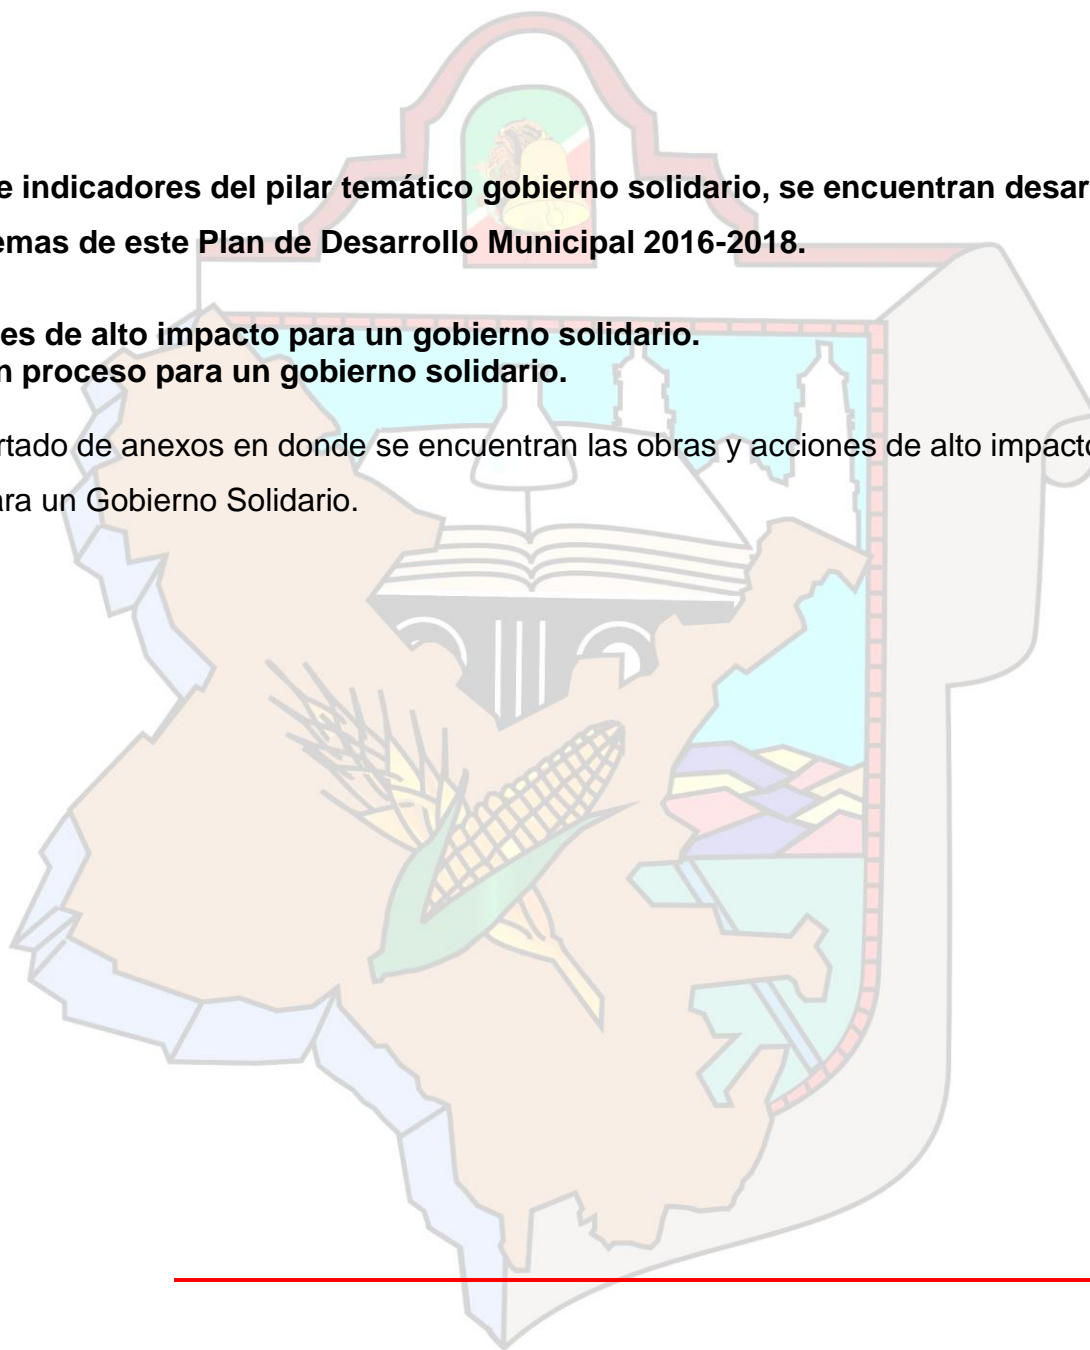 e indicadores del pilar temático gobierno solidario, se encuentran desar
emas de este Plan de Desarrollo Municipal 2016-2018.
es de alto impacto para un gobierno solidario.
n proceso para un gobierno solidario.
rtado de anexos en donde se encuentran las obras y acciones de alto impacto
ara un Gobierno Solidario.